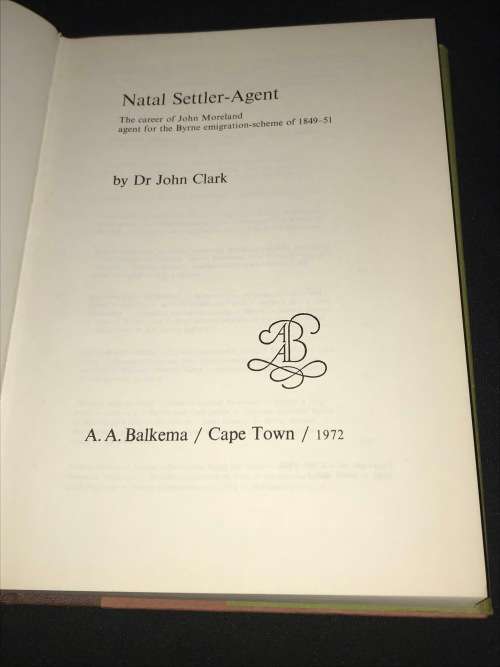 Natal Settler-Agent
The career of John Moreland
agent for the Byrne emigration-scheme of 1849-51
by Dr John Clark
AAB
A. A. Balkema / Cape Town / 1972